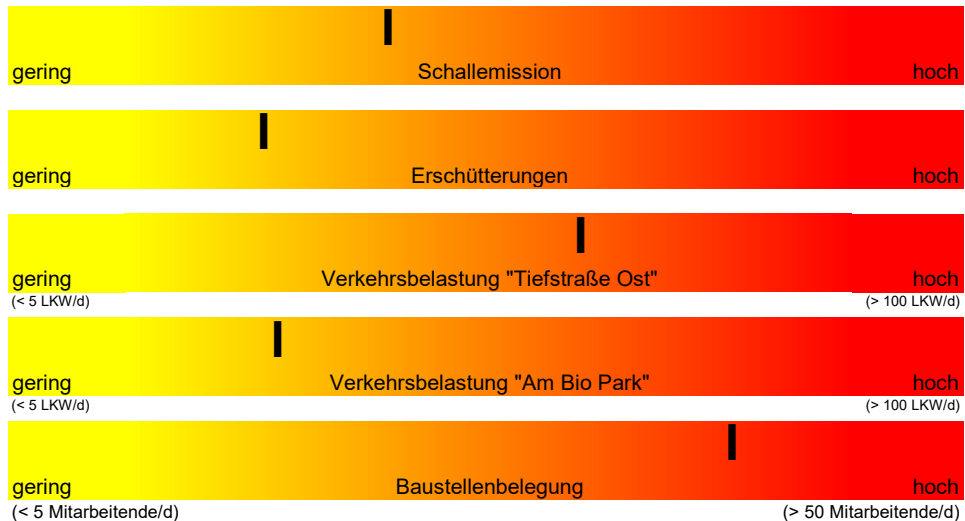 gering Schallemission hoch
gering Erschütterungen hoch
gering Verkehrsbelastung "Tiefstraße Ost" hoch
(< 5 LKW/d) (> 100 LKW/d)
gering Verkehrsbelastung "Am Bio Park" hoch
(< 5 LKW/d) (> 100 LKW/d)
gering Baustellenbelegung hoch
(< 5 Mitarbeitende/d) (> 50 Mitarbeitende/d)